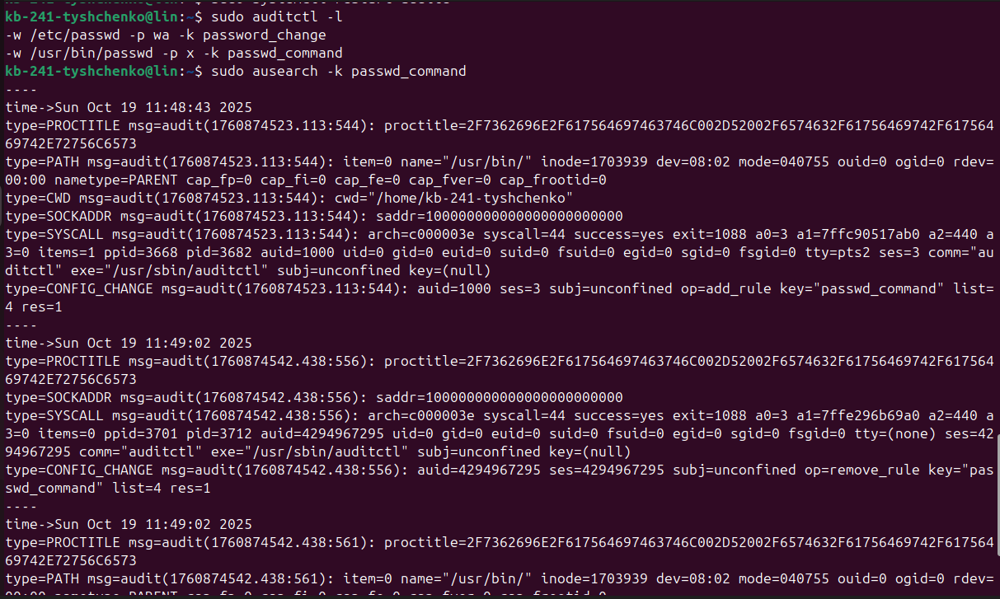 kb-241-tyshchenko@lin:~$ sudo auditctl -l
-w /etc/passwd -p wa -k password_change
-w /usr/bin/passwd -p x -k passwd_command
kb-241-tyshchenko@lin:~$ sudo ausearch -k passwd_command
----
time->Sun Oct 19 11:48:43 2025
type=PROCTITLE msg=audit(1760874523.113:544): proctitle=2F7362696E2F617564697463746C002D52002F6574632F61756469742F617564
69742E72756C6573
type=PATH msg=audit(1760874523.113:544): item=0 name="/usr/bin/" inode=1703939 dev=08:02 mode=040755 ouid=0 ogid=0 rdev=
00:00 nametype=PARENT cap_fp=0 cap_fi=0 cap_fe=0 cap_fver=0 cap_frootid=0
type=CWD msg=audit(1760874523.113:544): cwd="/home/kb-241-tyshchenko"
type=SOCKADDR msg=audit(1760874523.113:544): saddr=100000000000000000000000
type=SYSCALL msg=audit(1760874523.113:544): arch=c000003e syscall=44 success=yes exit=1088 a0=3 a1=7ffc90517ab0 a2=440 a
3=0 items=1 ppid=3668 pid=3682 auid=1000 uid=0 gid=0 euid=0 suid=0 fsuid=0 egid=0 sgid=0 fsgid=0 tty=pts2 ses=3 comm="au
ditctl" exe="/usr/sbin/auditctl" subj=unconfined key=(null)
type=CONFIG_CHANGE msg=audit(1760874523.113:544): auid=1000 ses=3 subj=unconfined op=add_rule key="passwd_command" list=
4 res=1
----
time->Sun Oct 19 11:49:02 2025
type=PROCTITLE msg=audit(1760874542.438:556): proctitle=2F7362696E2F617564697463746C002D52002F6574632F61756469742F617564
69742E72756C6573
type=SOCKADDR msg=audit(1760874542.438:556): saddr=100000000000000000000000
type=SYSCALL msg=audit(1760874542.438:556): arch=c000003e syscall=44 success=yes exit=1088 a0=3 a1=7ffe296b69a0 a2=440 a
3=0 items=0 ppid=3701 pid=3712 auid=4294967295 uid=0 gid=0 euid=0 suid=0 fsuid=0 egid=0 sgid=0 fsgid=0 tty=(none) ses=42
94967295 comm="auditctl" exe="/usr/sbin/auditctl" subj=unconfined key=(null)
type=CONFIG_CHANGE msg=audit(1760874542.438:556): auid=4294967295 ses=4294967295 subj=unconfined op=remove_rule key="pas
swd_command" list=4 res=1
----
time->Sun Oct 19 11:49:02 2025
type=PROCTITLE msg=audit(1760874542.438:561): proctitle=2F7362696E2F617564697463746C002D52002F6574632F61756469742F617564
69742E72756C6573
type=PATH msg=audit(1760874542.438:561): item=0 name="/usr/bin/" inode=1703939 dev=08:02 mode=040755 ouid=0 ogid=0 rdev=